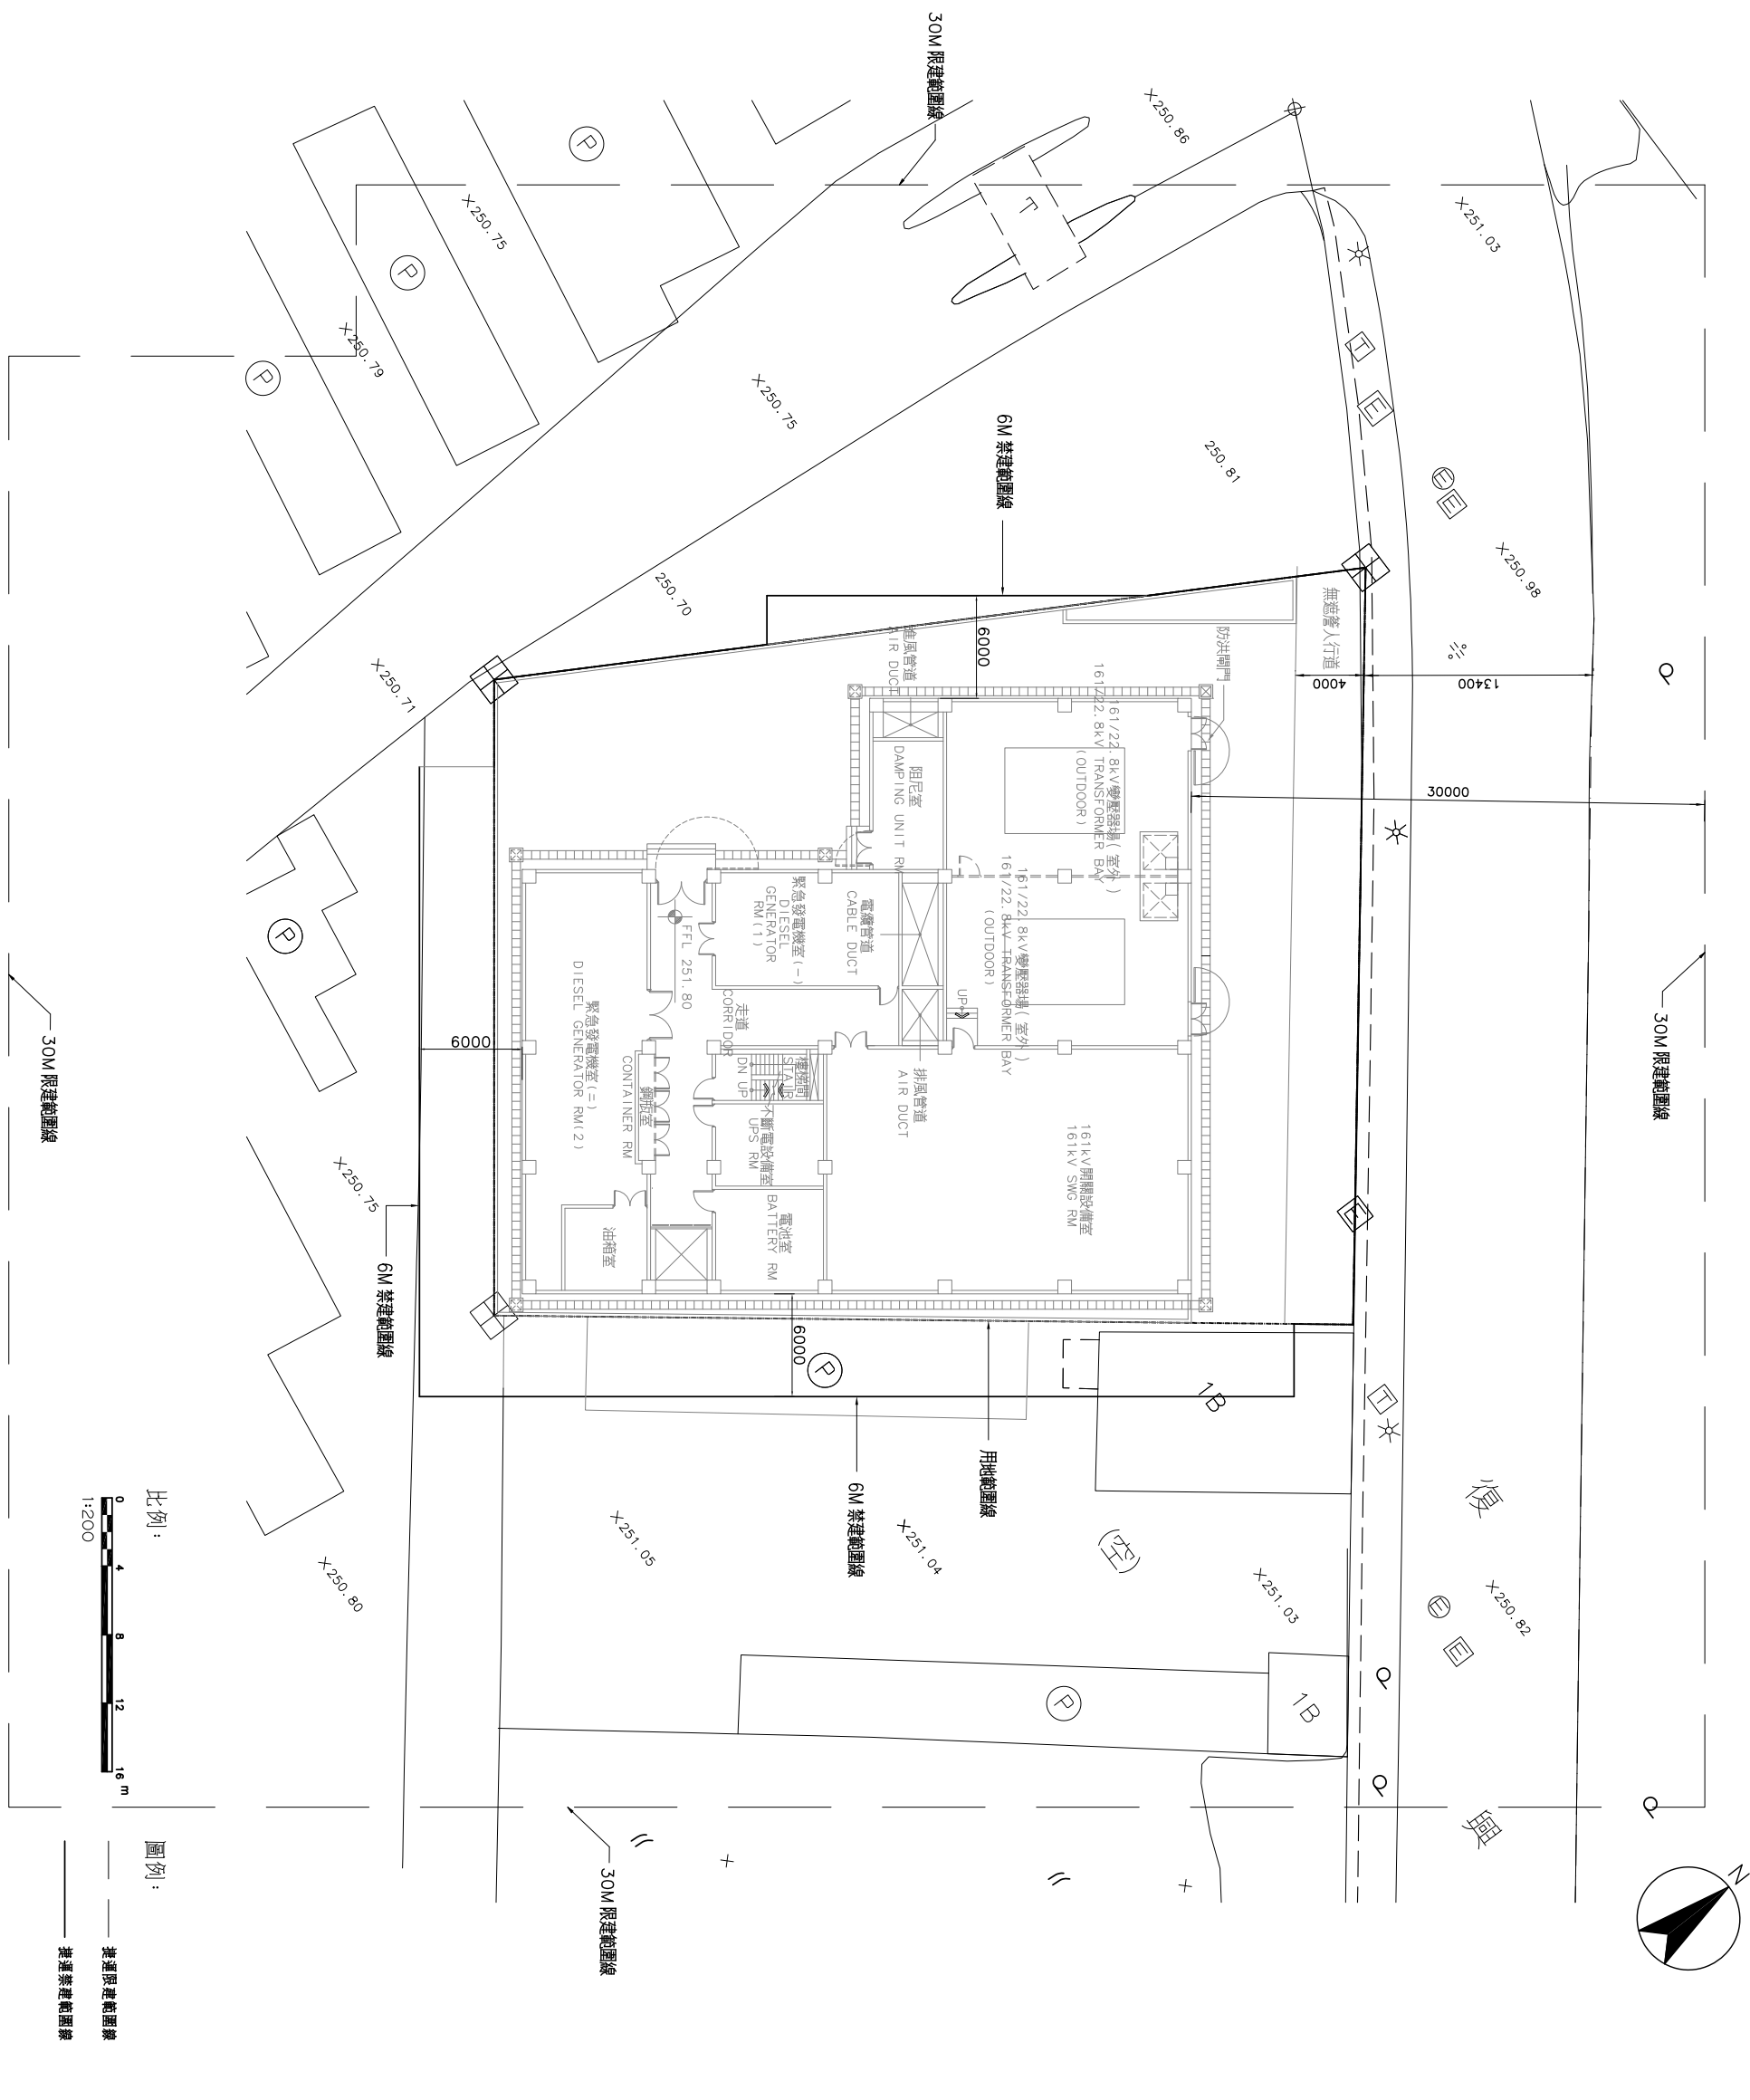 30M 限建範圍線
×250.86
×251.03
×250.75
×250.79
×250.75
250.81
6M 禁建範圍線
250.70
×250.71
×250.98
P
P
P
T
T
E
E
E
無遮簷人行道
防洪閘門
4000
13400
6000
進風管道
AIR DUCT
161/22.8kV變壓器場(室外)
161/22.8kV TRANSFORMER BAY
(OUTDOOR)
30000
阻尼室
DAMPING UNIT RM
161/22.8kV變壓器場(室外)
161/22.8kV TRANSFORMER BAY
(OUTDOOR)
電纜管道
CABLE DUCT
緊急發電機室(一)
DIESEL
GENERATOR
RM(1)
FFL 251.80
P
緊急發電機室(二)
DIESEL GENERATOR RM(2)
走道
CORRIDOR
UP
樓梯間
STAIR
DN UP
鋼瓶室
CONTAINER RM
排風管道
AIR DUCT
不斷電設備室
UPS RM
161kV開關設備室
161kV SWG RM
電池室
BATTERY RM
油箱室
6000
6000
30M 限建範圍線
30M 限建範圍線
×250.75
6M 禁建範圍線
E
P
T
1B
用地範圍線
6M 禁建範圍線
×251.05
×251.04
(空)
×251.03
復
×250.82
E
E
×250.80
P
1B
興
30M 限建範圍線
N
比例:
0 4 8 12 16 m
1:200
圖例:
捷運限建範圍線
捷運禁建範圍線